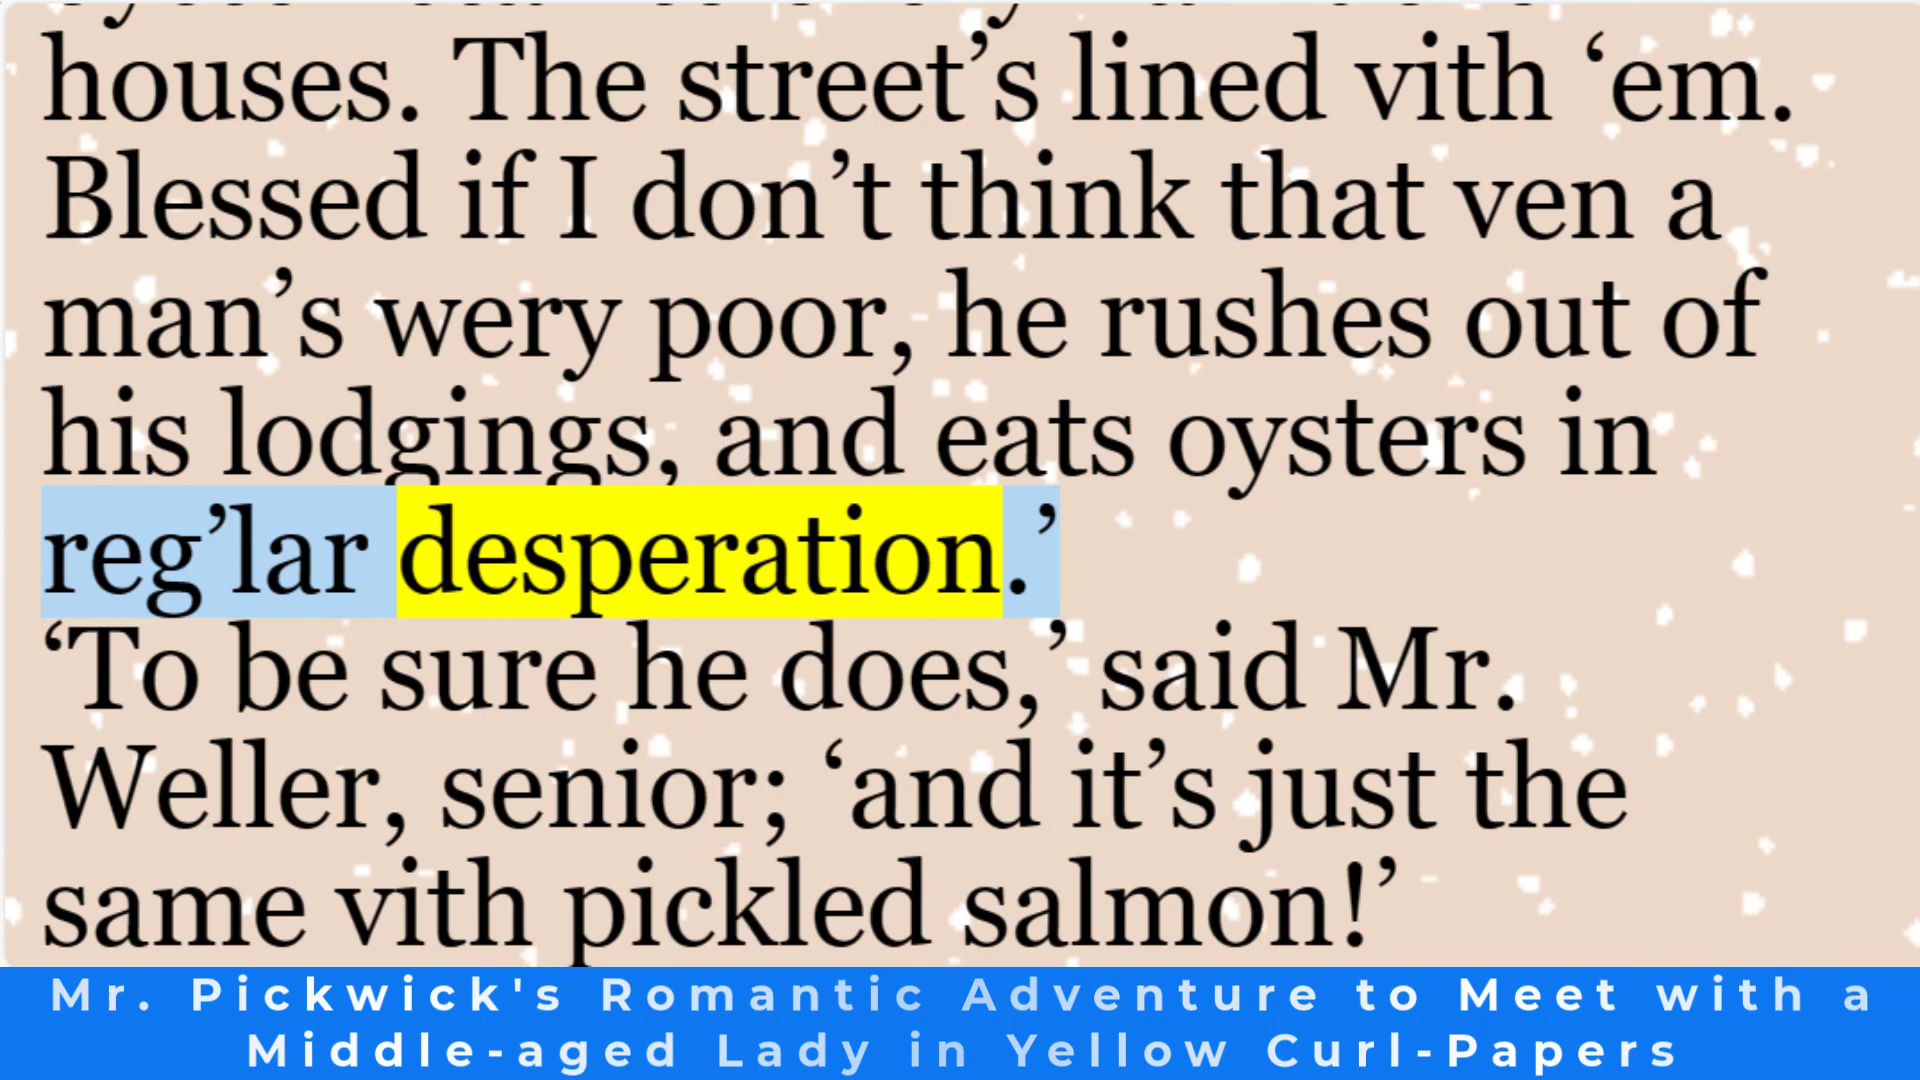 houses. The street’s lined vith ‘em.
Blessed if I don’t think that ven a
man’s wery poor, he rushes out of
his lodgings, and eats oysters in
reg’lar desperation.’
‘To be sure he does,’ said Mr.
Weller, senior; ‘and it’s just the
same vith pickled salmon!’
Mr. Pickwick's Romantic Adventure to Meet with a
Middle-aged Lady in Yellow Curl-Papers